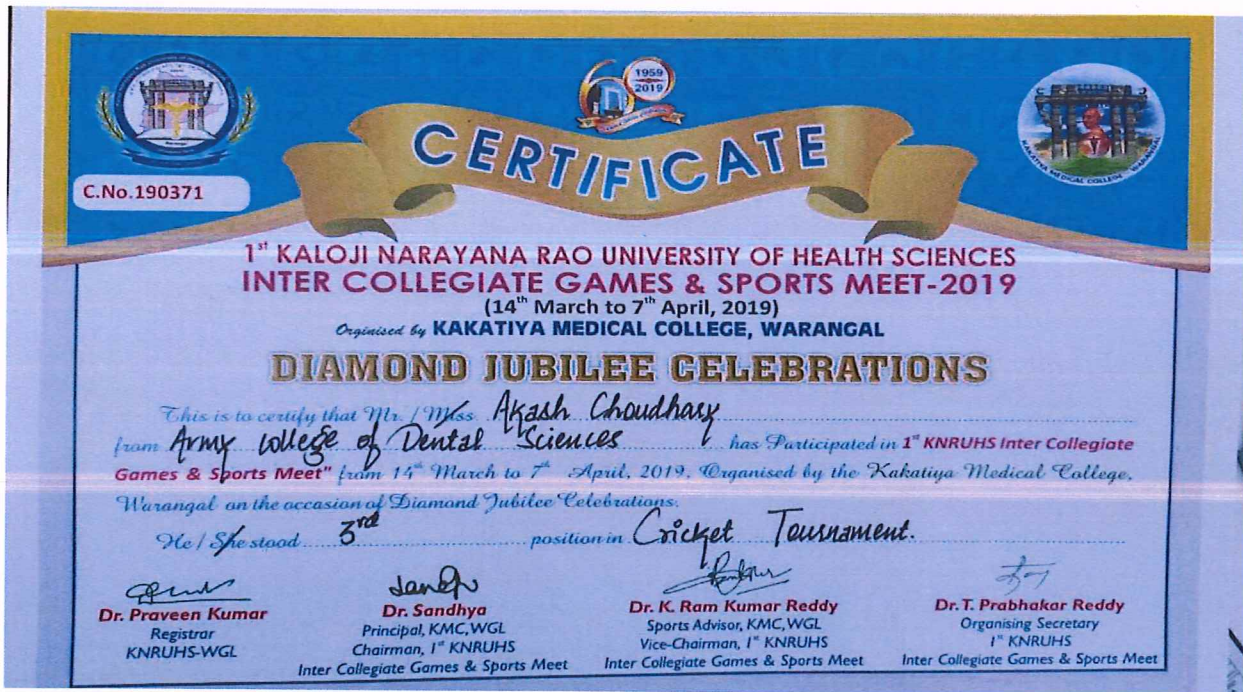 1959
2019
CERTIFICATE
KAKATIYA MEDICAL COLLEGE - WARANGAL
C.No.190371
1st KALOJI NARAYANA RAO UNIVERSITY OF HEALTH SCIENCES
INTER COLLEGIATE GAMES & SPORTS MEET-2019
(14th March to 7th April, 2019)
Orginised by KAKATIYA MEDICAL COLLEGE, WARANGAL
DIAMOND JUBILEE CELEBRATIONS
This is to certify that Mr. / Miss Akash Choudhary
from Army college of Dental Sciences has Participated in 1st KNRUHS Inter Collegiate
Games & Sports Meet" from 14th March to 7th April, 2019, Organised by the Kakatiya Medical College,
Warangal on the occasion of Diamond Jubilee Celebrations.
He / She stood 3rd position in Cricket Tournament.
Dr. Praveen Kumar
Registrar
KNRUHS-WGL
Dr. Sandhya
Principal, KMC,WGL
Chairman, 1st KNRUHS
Inter Collegiate Games & Sports Meet
Dr. K. Ram Kumar Reddy
Sports Advisor, KMC,WGL
Vice-Chairman, 1st KNRUHS
Inter Collegiate Games & Sports Meet
Dr. T. Prabhakar Reddy
Organising Secretary
1st KNRUHS
Inter Collegiate Games & Sports Meet